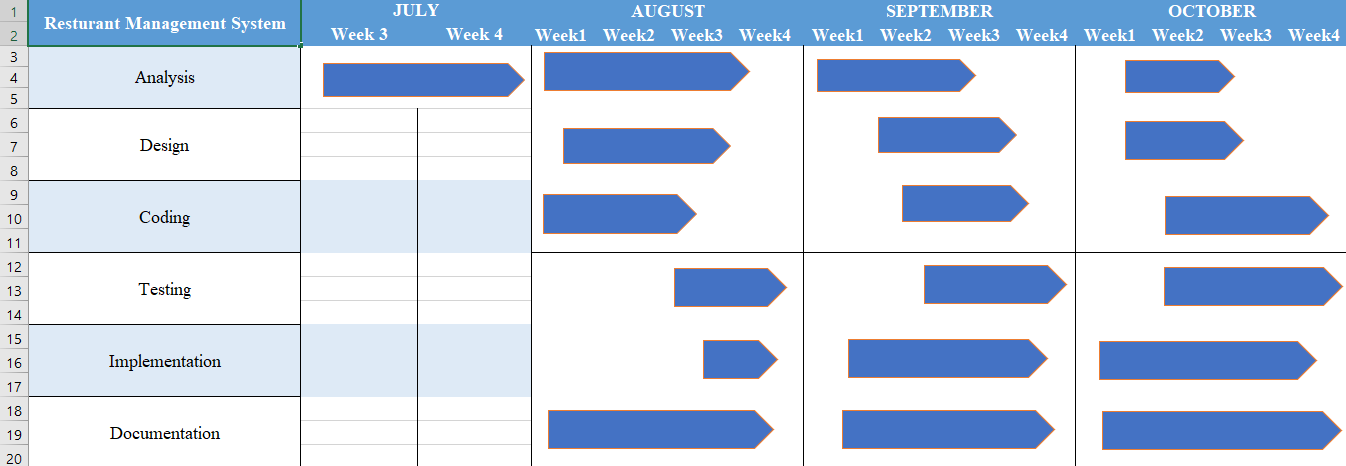 1
JULY AUGUST SEPTEMBER OCTOBER
Resturant Management System
2
Week 3 Week 4 Week1 Week2 Week3 Week4 Week1 Week2 Week3 Week4 Week1 Week2 Week3 Week4
3
4 Analysis
5
6
7 Design
8
9
10 Coding
11
12
13 Testing
14
15
16 Implementation
17
18
19 Documentation
20